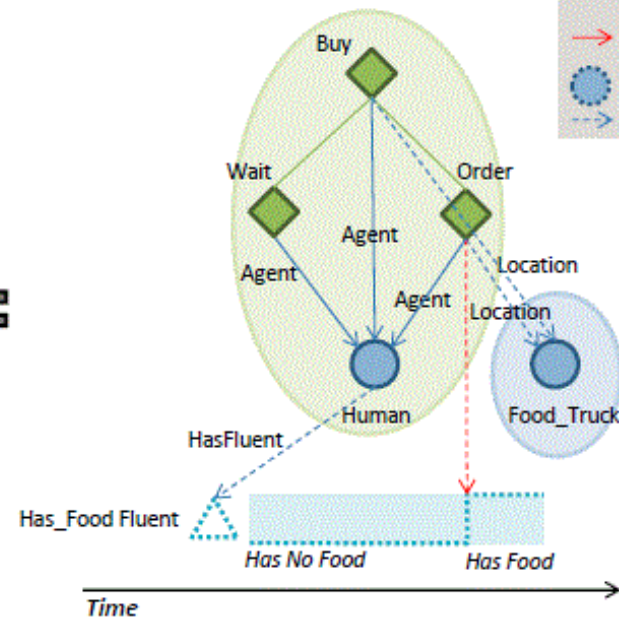 Buy
Wait
Order
Agent
Agent
Location
Agent
Location
Human
Food_Truck
HasFluent
Has_Food Fluent
Has No Food
Has Food
Time